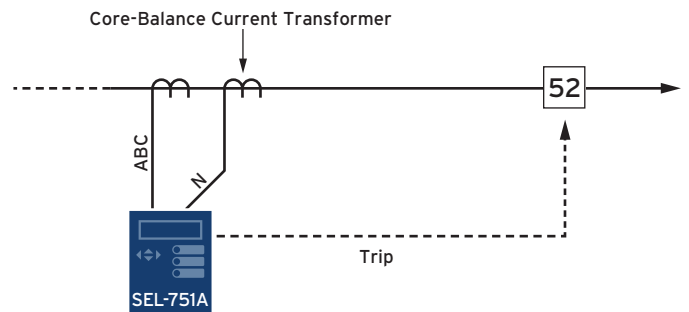 Core-Balance Current Transformer
52
ABC
N
Trip
SEL-751A